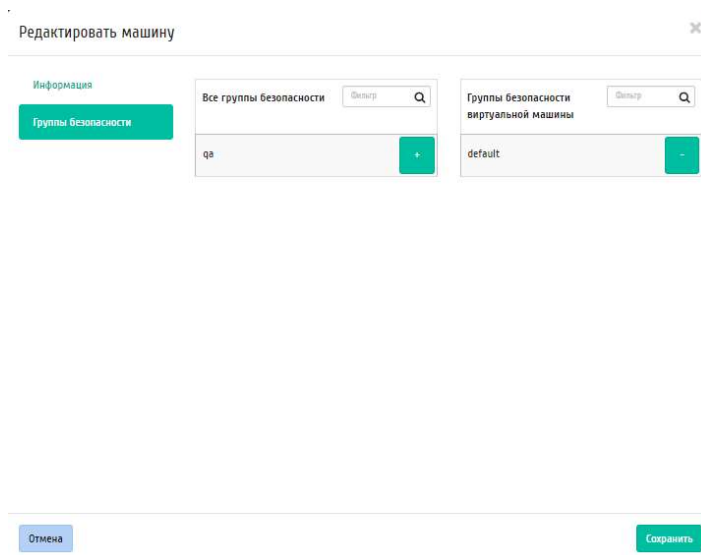 Редактировать машину
Информация
Группы безопасности
Все группы безопасности
Фильтр
qa
+
Группы безопасности
виртуальной машины
Фильтр
default
-
Отмена
Сохранить